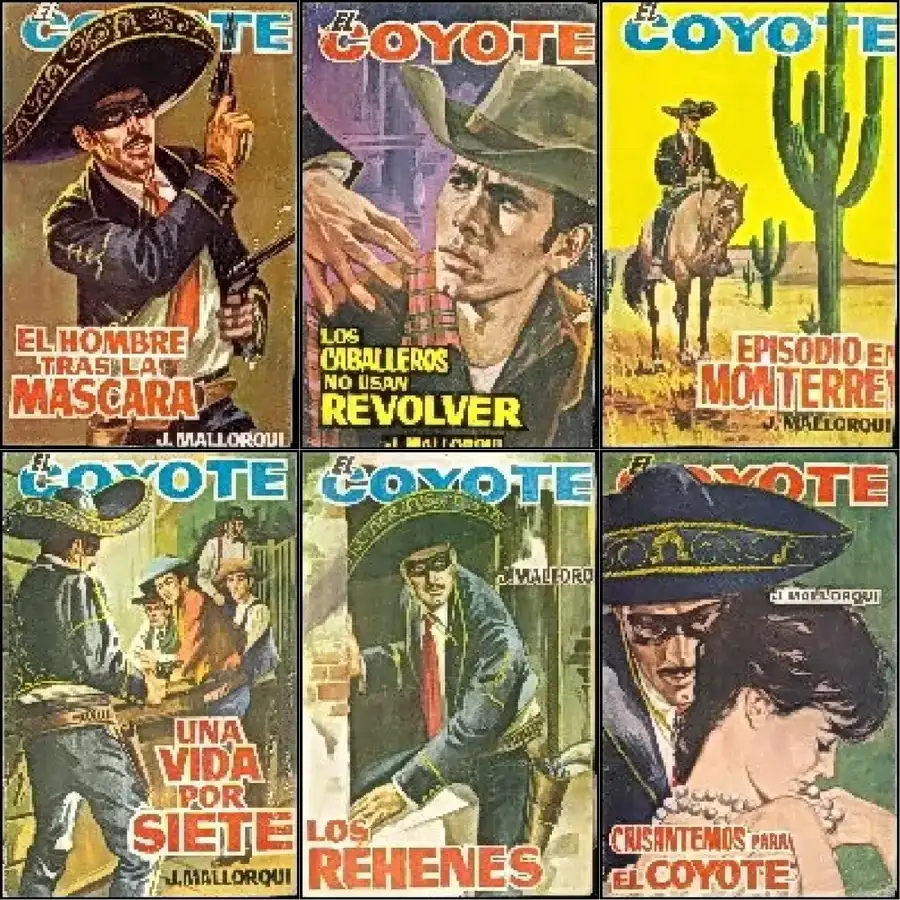 EL
COYOTE
EL HOMBRE
TRAS LA
MASCARA
J. MALLORQUI
EL
COYOTE
LOS
CABALLEROS
NO USAN
REVOLVER
J. MALLORQUI
EL
COYOTE
EPISODIO EN
MONTERREY
J. MALLORQUI
EL
COYOTE
UNA
VIDA
POR
SIETE
J. MALLORQUI
EL
COYOTE
J. MALLORQ
LOS
REHENES
EL
COYOTE
J. MALLORQUI
CRISANTEMOS PARA
EL COYOTE